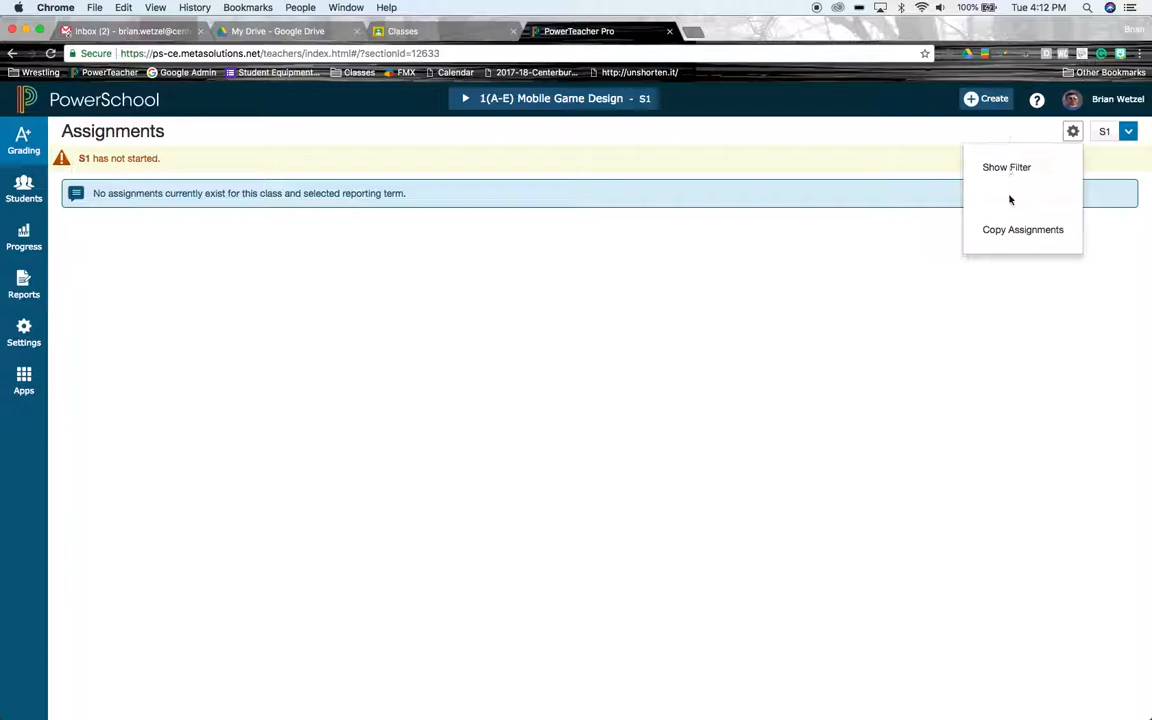 Chrome File Edit View History Bookmarks People Window Help 100% Tue 4:12 PM
Inbox (2) - brian.wetzel@cent My Drive - Google Drive Classes PowerTeacher Pro Brian
Secure https://ps-ce.metasolutions.net/teachers/index.html#/?sectionId=12633
Wrestling PowerTeacher Google Admin Student Equipment... Classes FMX Calendar 2017-18-Centerbur... http://unshorten.it/ Other Bookmarks
PowerSchool 1(A-E) Mobile Game Design - S1 Create ? Brian Wetzel
A+ Grading
Assignments S1
S1 has not started.
Show Filter
No assignments currently exist for this class and selected reporting term.
Students
Copy Assignments
Progress
Reports
Settings
Apps